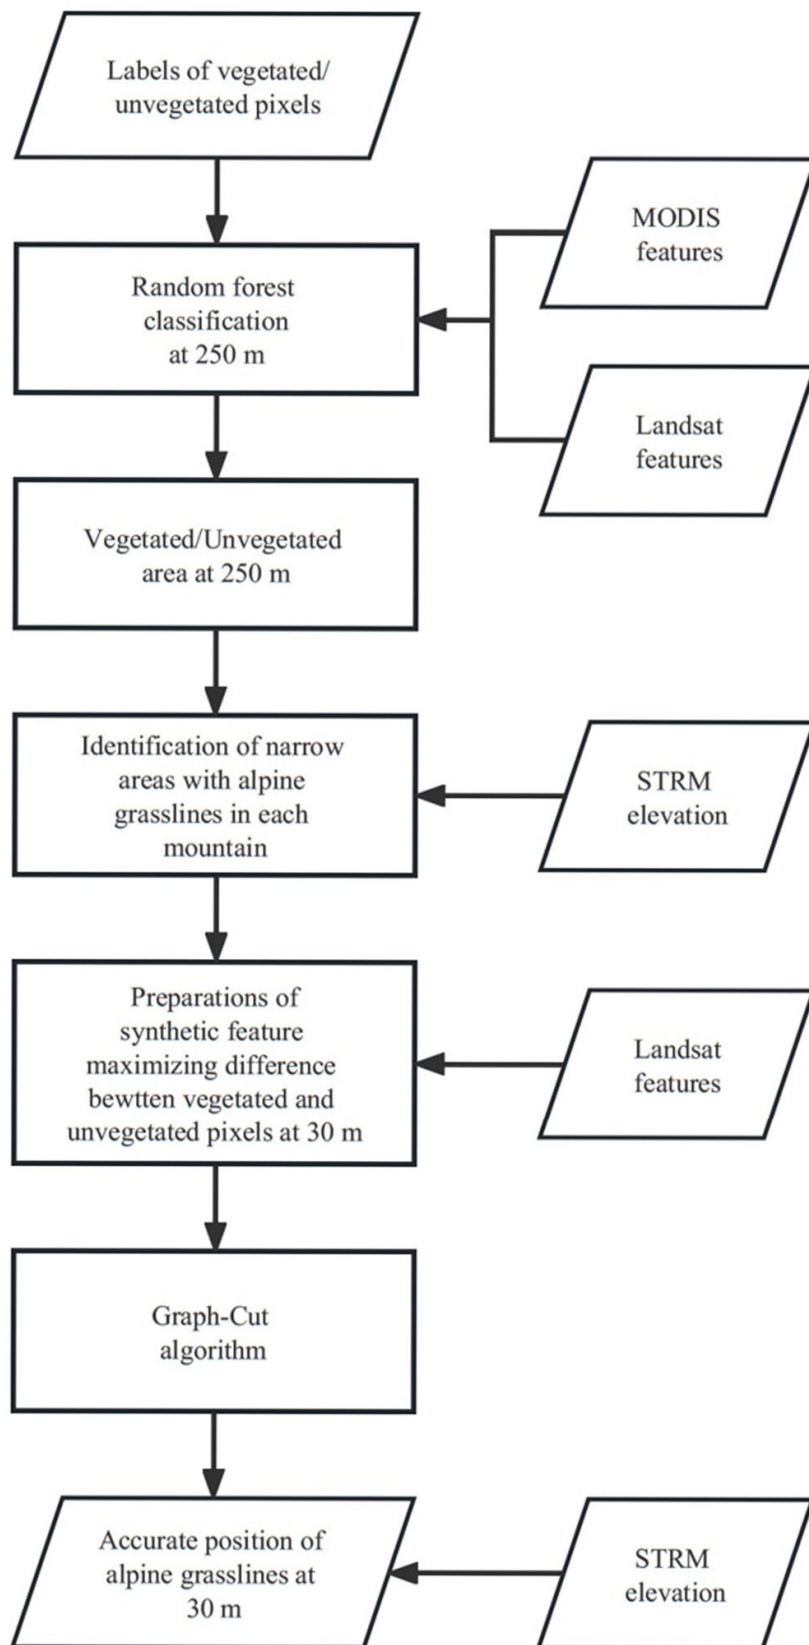 Labels of vegetated/
unvegetated pixels
MODIS
features
Random forest
classification
at 250 m
Landsat
features
Vegetated/Unvegetated
area at 250 m
Identification of narrow
areas with alpine
grasslines in each
mountain
STRM
elevation
Preparations of
synthetic feature
maximizing difference
bewtten vegetated and
unvegetated pixels at 30 m
Landsat
features
Graph-Cut
algorithm
Accurate position of
alpine grasslines at
30 m
STRM
elevation